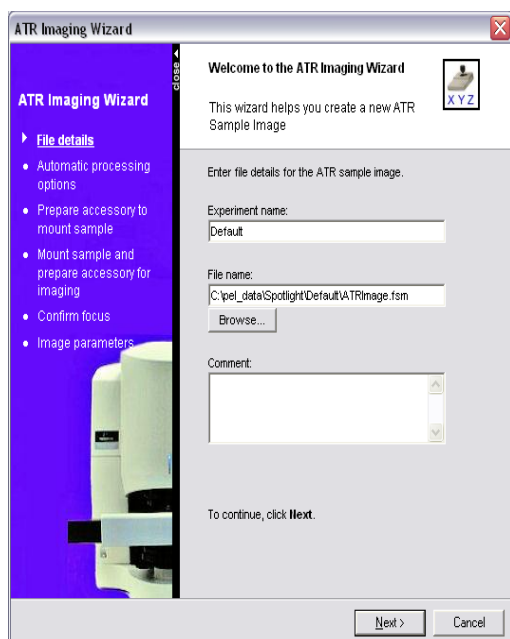 ATR Imaging Wizard
close
ATR Imaging Wizard
File details
Automatic processing
options
Prepare accessory to
mount sample
Mount sample and
prepare accessory for
imaging
Confirm focus
Image parameters
Welcome to the ATR Imaging Wizard
This wizard helps you create a new ATR
Sample Image
XYZ
Enter file details for the ATR sample image.
Experiment name:
Default
File name:
C:\pel_data\Spotlight\Default\ATRImage.fsm
Browse...
Comment:
To continue, click Next.
Next >
Cancel